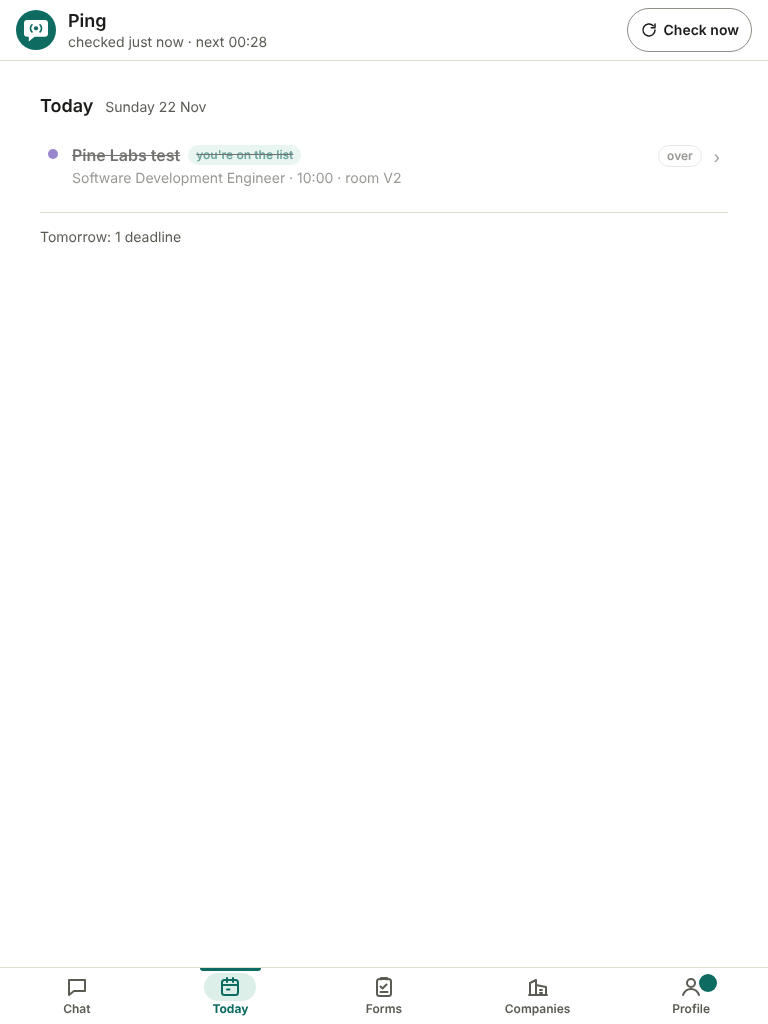 Ping
checked just now · next 00:28
Check now
Today Sunday 22 Nov
Pine Labs test you're on the list over ›
Software Development Engineer · 10:00 · room V2
Tomorrow: 1 deadline
Chat Today Forms Companies Profile